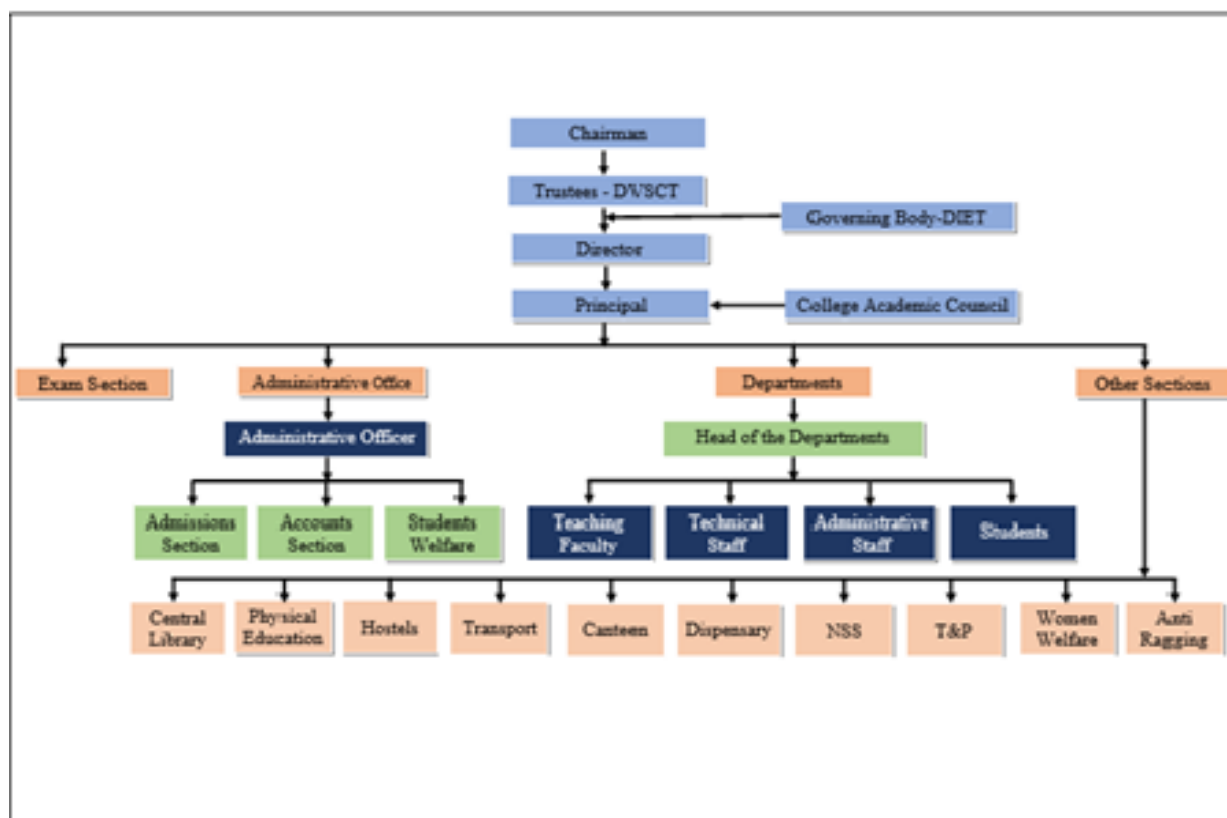 Chairman
Trustees - DVSCT
Governing Body-DIET
Director
Principal
College Academic Council
Exam Section
Administrative Office
Departments
Other Sections
Administrative Officer
Head of the Departments
Admissions
Section
Accounts
Section
Students
Welfare
Teaching
Faculty
Technical
Staff
Administrative
Staff
Students
Central
Library
Physical
Education
Hostels
Transport
Canteen
Dispensary
NSS
T&P
Women
Welfare
Anti
Ragging